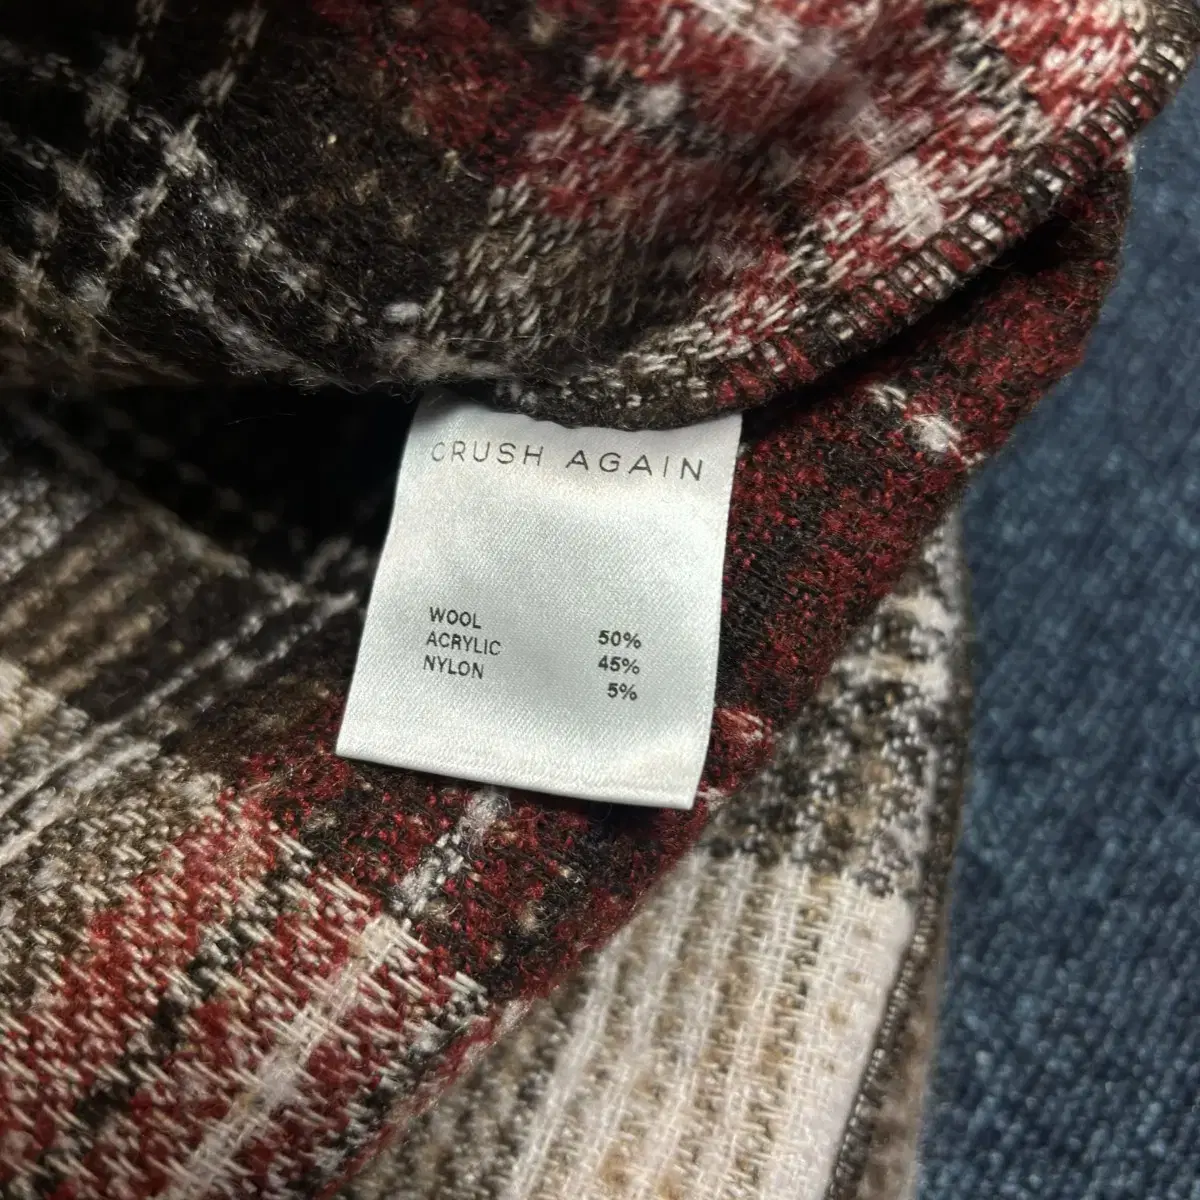 CRUSH AGAIN
WOOL 50%
ACRYLIC 45%
NYLON 5%